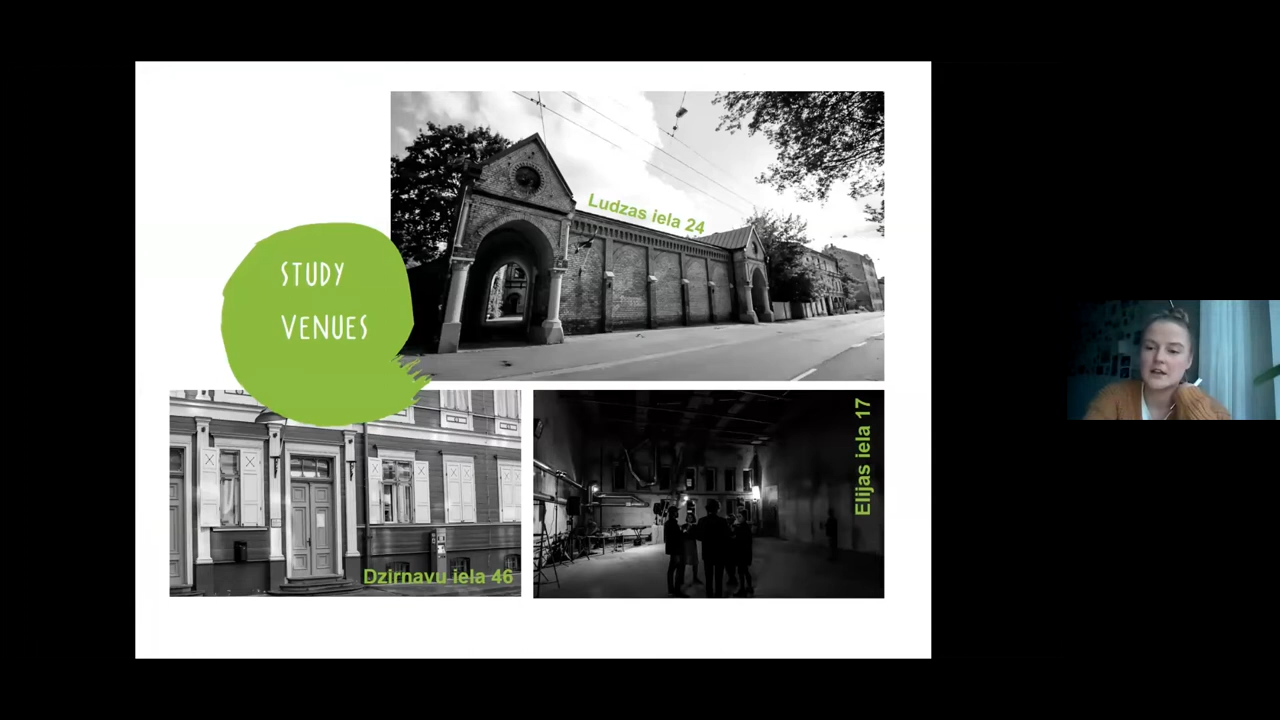 STUDY
VENUES
Ludzas iela 24
Dzirnavu iela 46
Elijas iela 17